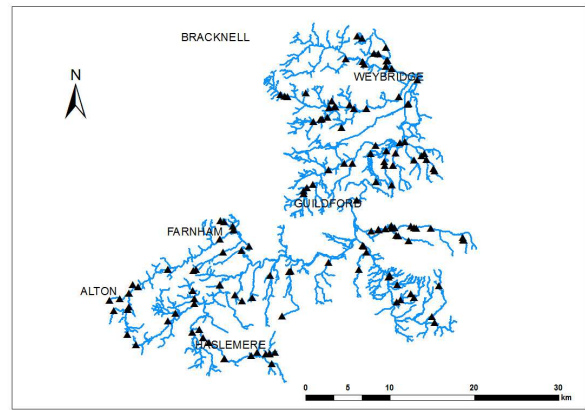 BRACKNELL
N
WEYBRIDGE
GUILDFORD
FARNHAM
ALTON
HASLEMERE
0 5 10 20 30
km